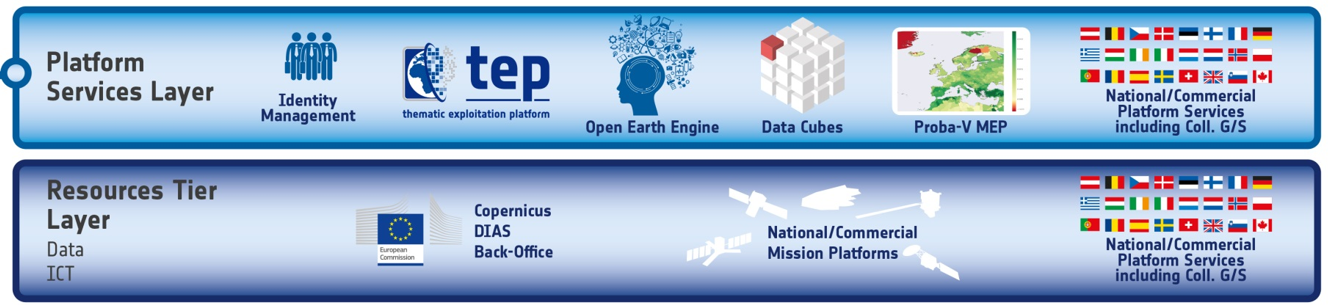 Platform
Services Layer
Identity
Management
tep
thematic exploitation platform
Open Earth Engine
Data Cubes
Proba-V MEP
National/Commercial
Platform Services
including Coll. G/S
Resources Tier
Layer
Data
ICT
European
Commission
Copernicus
DIAS
Back-Office
National/Commercial
Mission Platforms
National/Commercial
Platform Services
including Coll. G/S